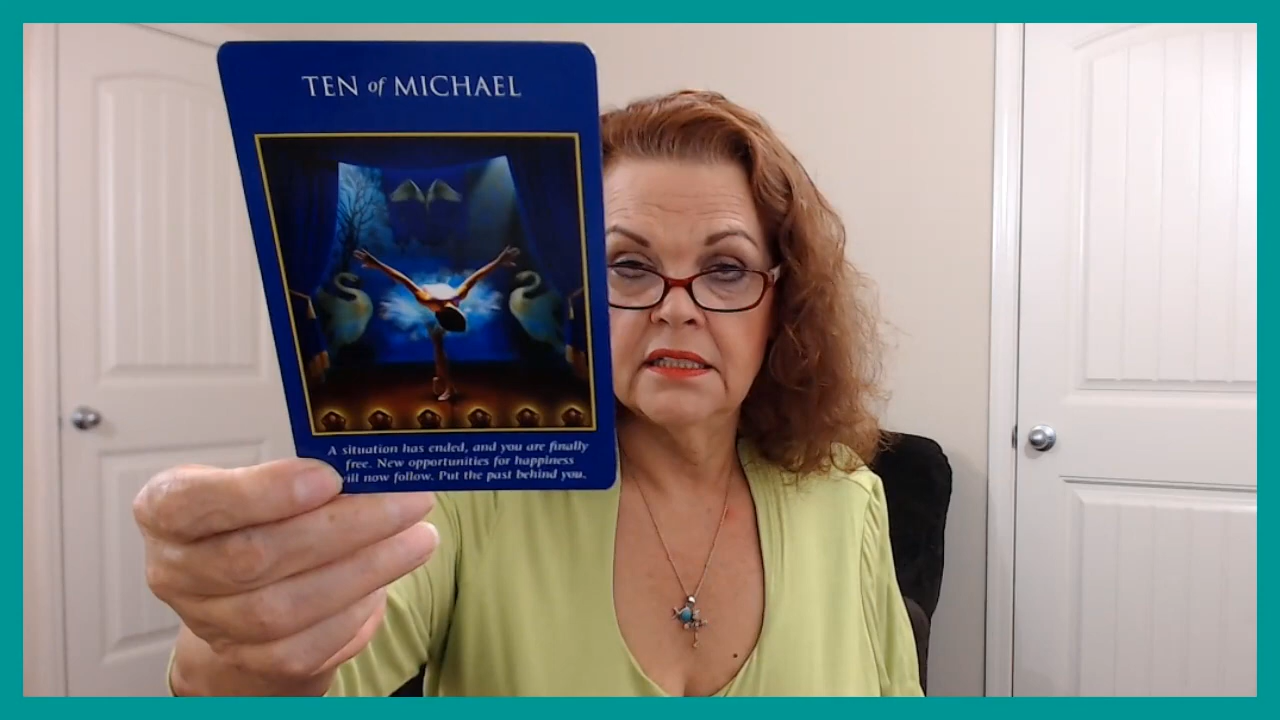 TEN of MICHAEL
A situation has ended, and you are finally
free. New opportunities for happiness
will now follow. Put the past behind you.